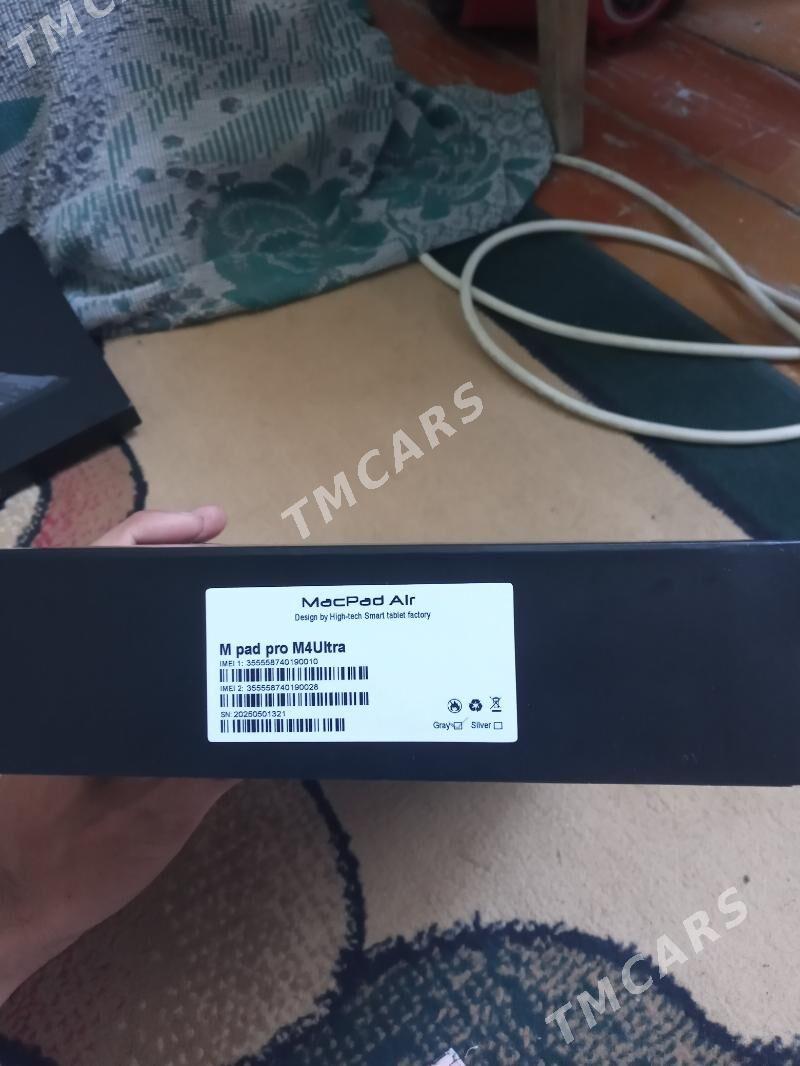 TMCARS
TMCARS
MacPad Air
Design by High-tech Smart tablet factory
M pad pro M4Ultra
IMEI 1: 355558740190010
IMEI 2: 355558740190028
SN: 20250501321
Gray Silver
TMCARS